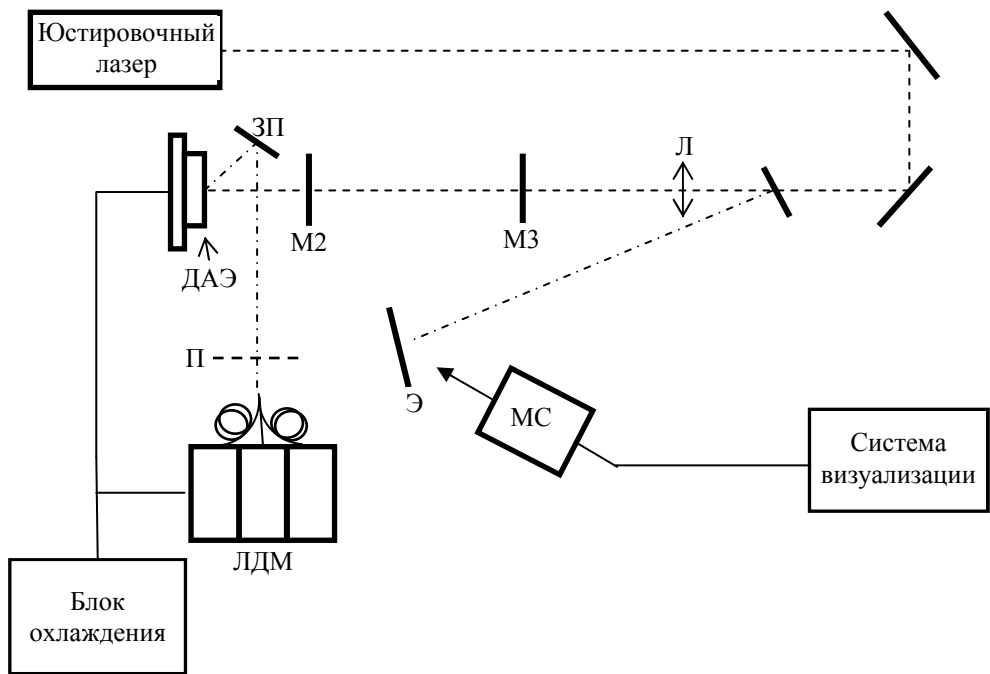 Юстировочный
лазер
ЗП
Л
М2
М3
ДАЭ
П
Э
МС
Система
визуализации
ЛДМ
Блок
охлаждения